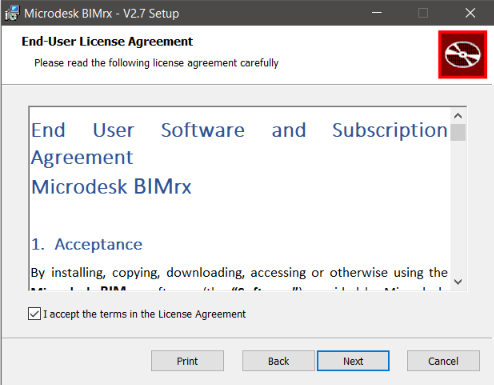 Microdesk BIMrx - V2.7 Setup
End-User License Agreement
Please read the following license agreement carefully
End User Software and Subscription
Agreement
Microdesk BIMrx
1. Acceptance
By installing, copying, downloading, accessing or otherwise using the
I accept the terms in the License Agreement
Print Back Next Cancel